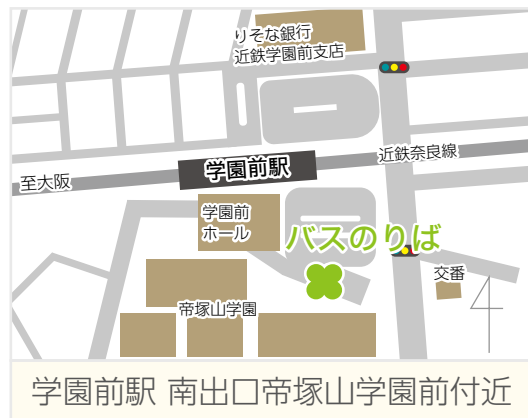 りそな銀行
近鉄学園前支店
学園前駅
近鉄奈良線
至大阪
学園前
ホール
バスのりば
交番
帝塚山学園
4
学園前駅 南出口帝塚山学園前付近